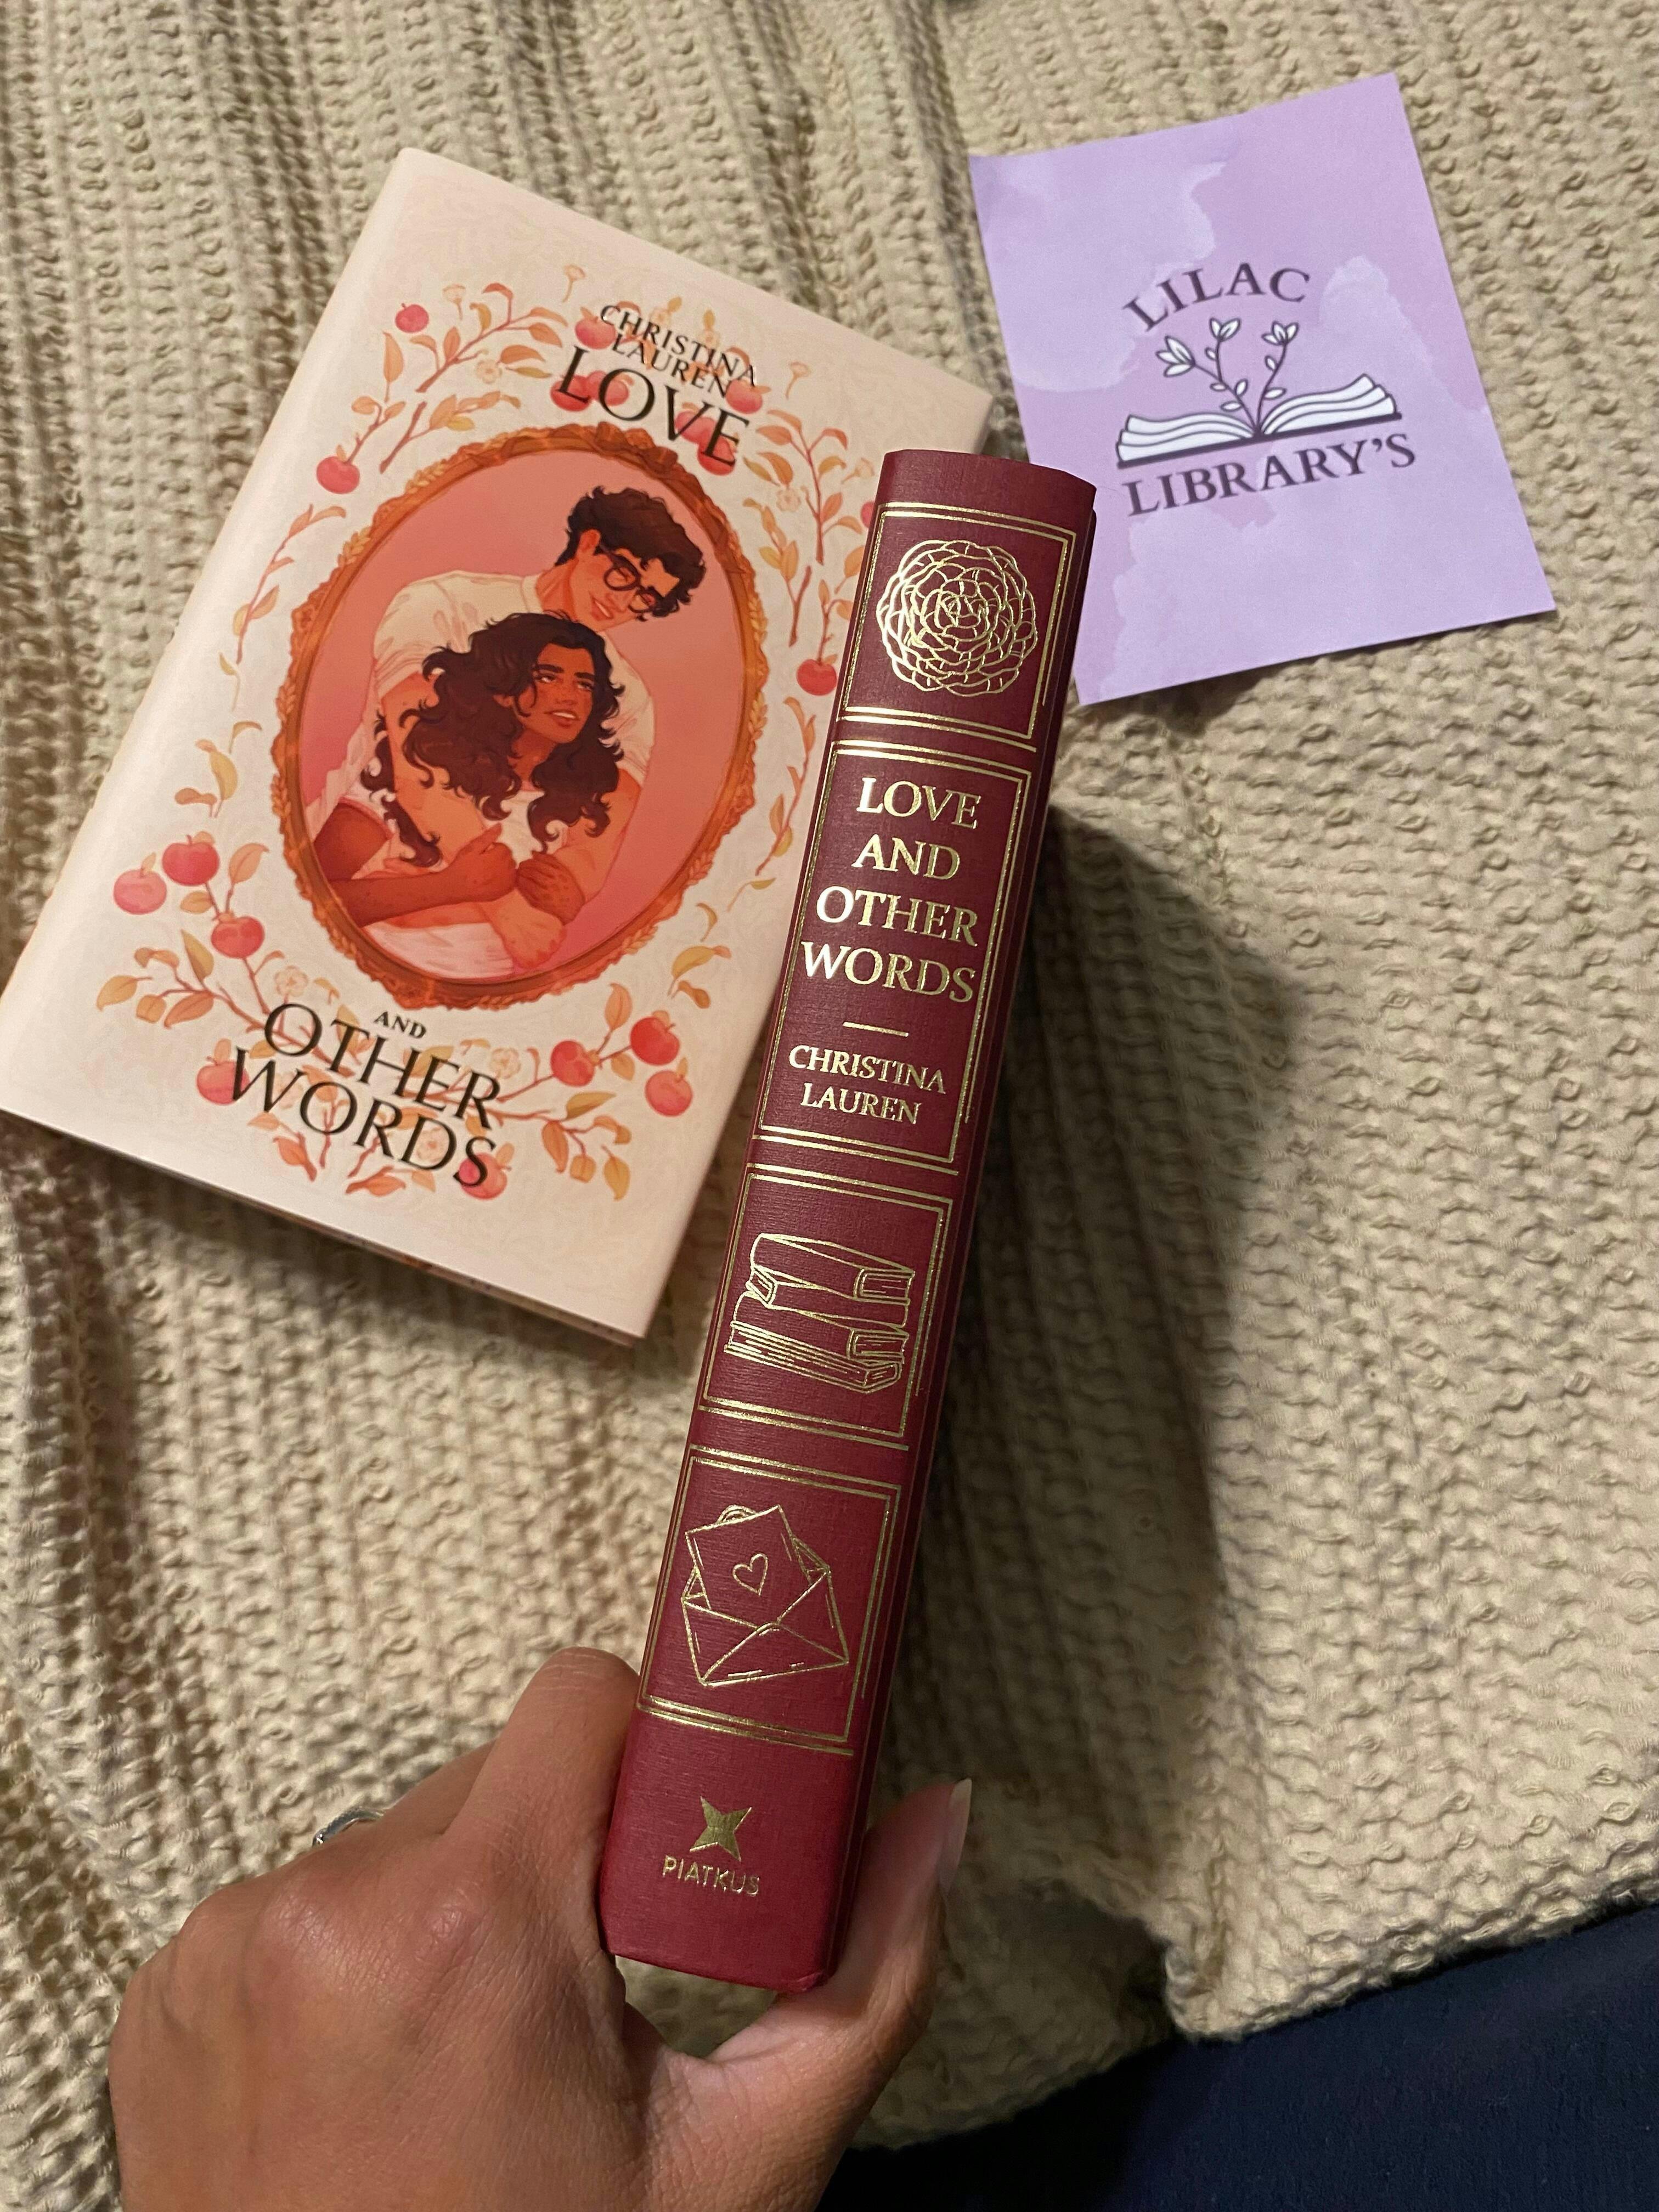 CHRISTINA
LAUREN
LOVE
AND
OTHER
WORDS
LOVE
AND
OTHER
WORDS
CHRISTINA
LAUREN
PIATKUS
LILAC
LIBRARY'S